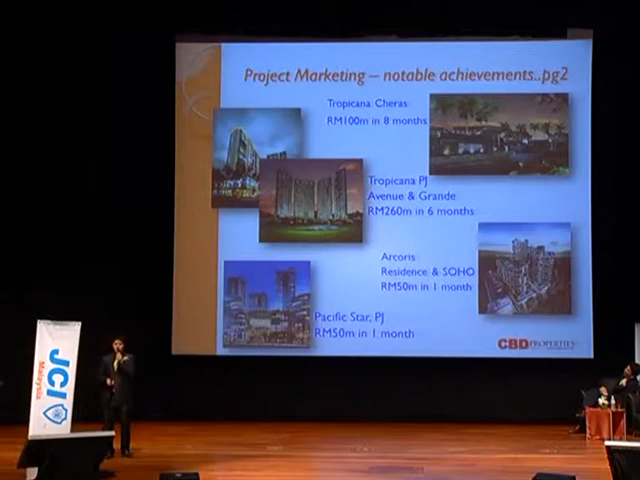 Project Marketing – notable achievements..pg2
Tropicana Cheras
RM100m in 8 months
Tropicana PJ
Avenue & Grande
RM260m in 6 months
Arcoris
Residence & SOHO
RM50m in 1 month
Pacific Star, PJ
RM50m in 1 month
CBD PROPERTIES
JCI
Malaysia